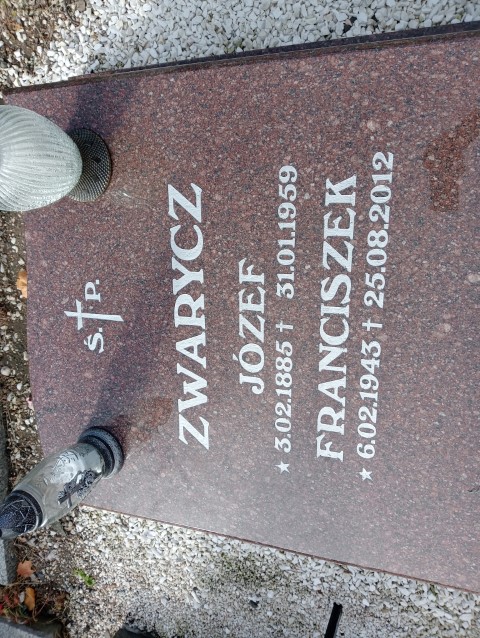 Ś. P.
ZWARYCZ
JÓZEF
3.02.1885 † 31.01.1959
FRANCISZEK
6.02.1943 † 25.08.2012